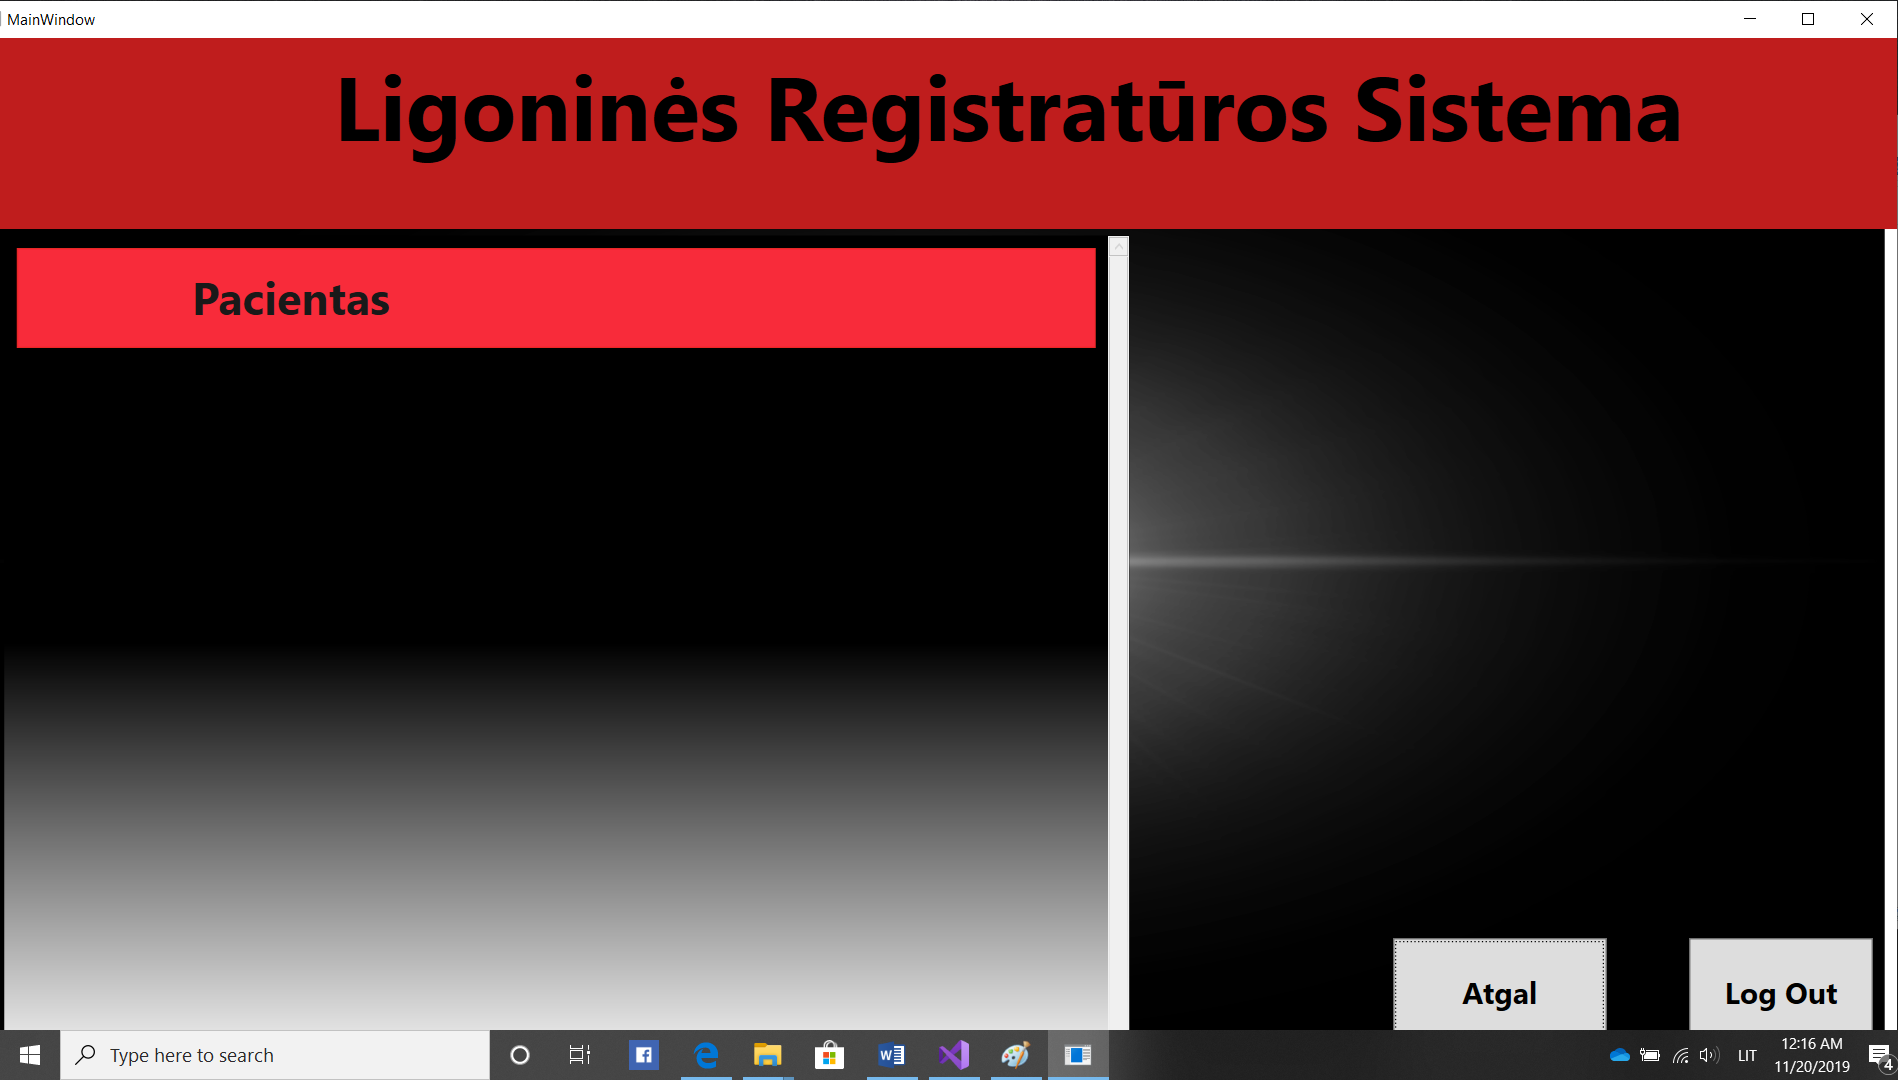 MainWindow
Ligoninės Registratūros Sistema
Pacientas
Atgal
Log Out
Type here to search
LIT
12:16 AM
11/20/2019
4